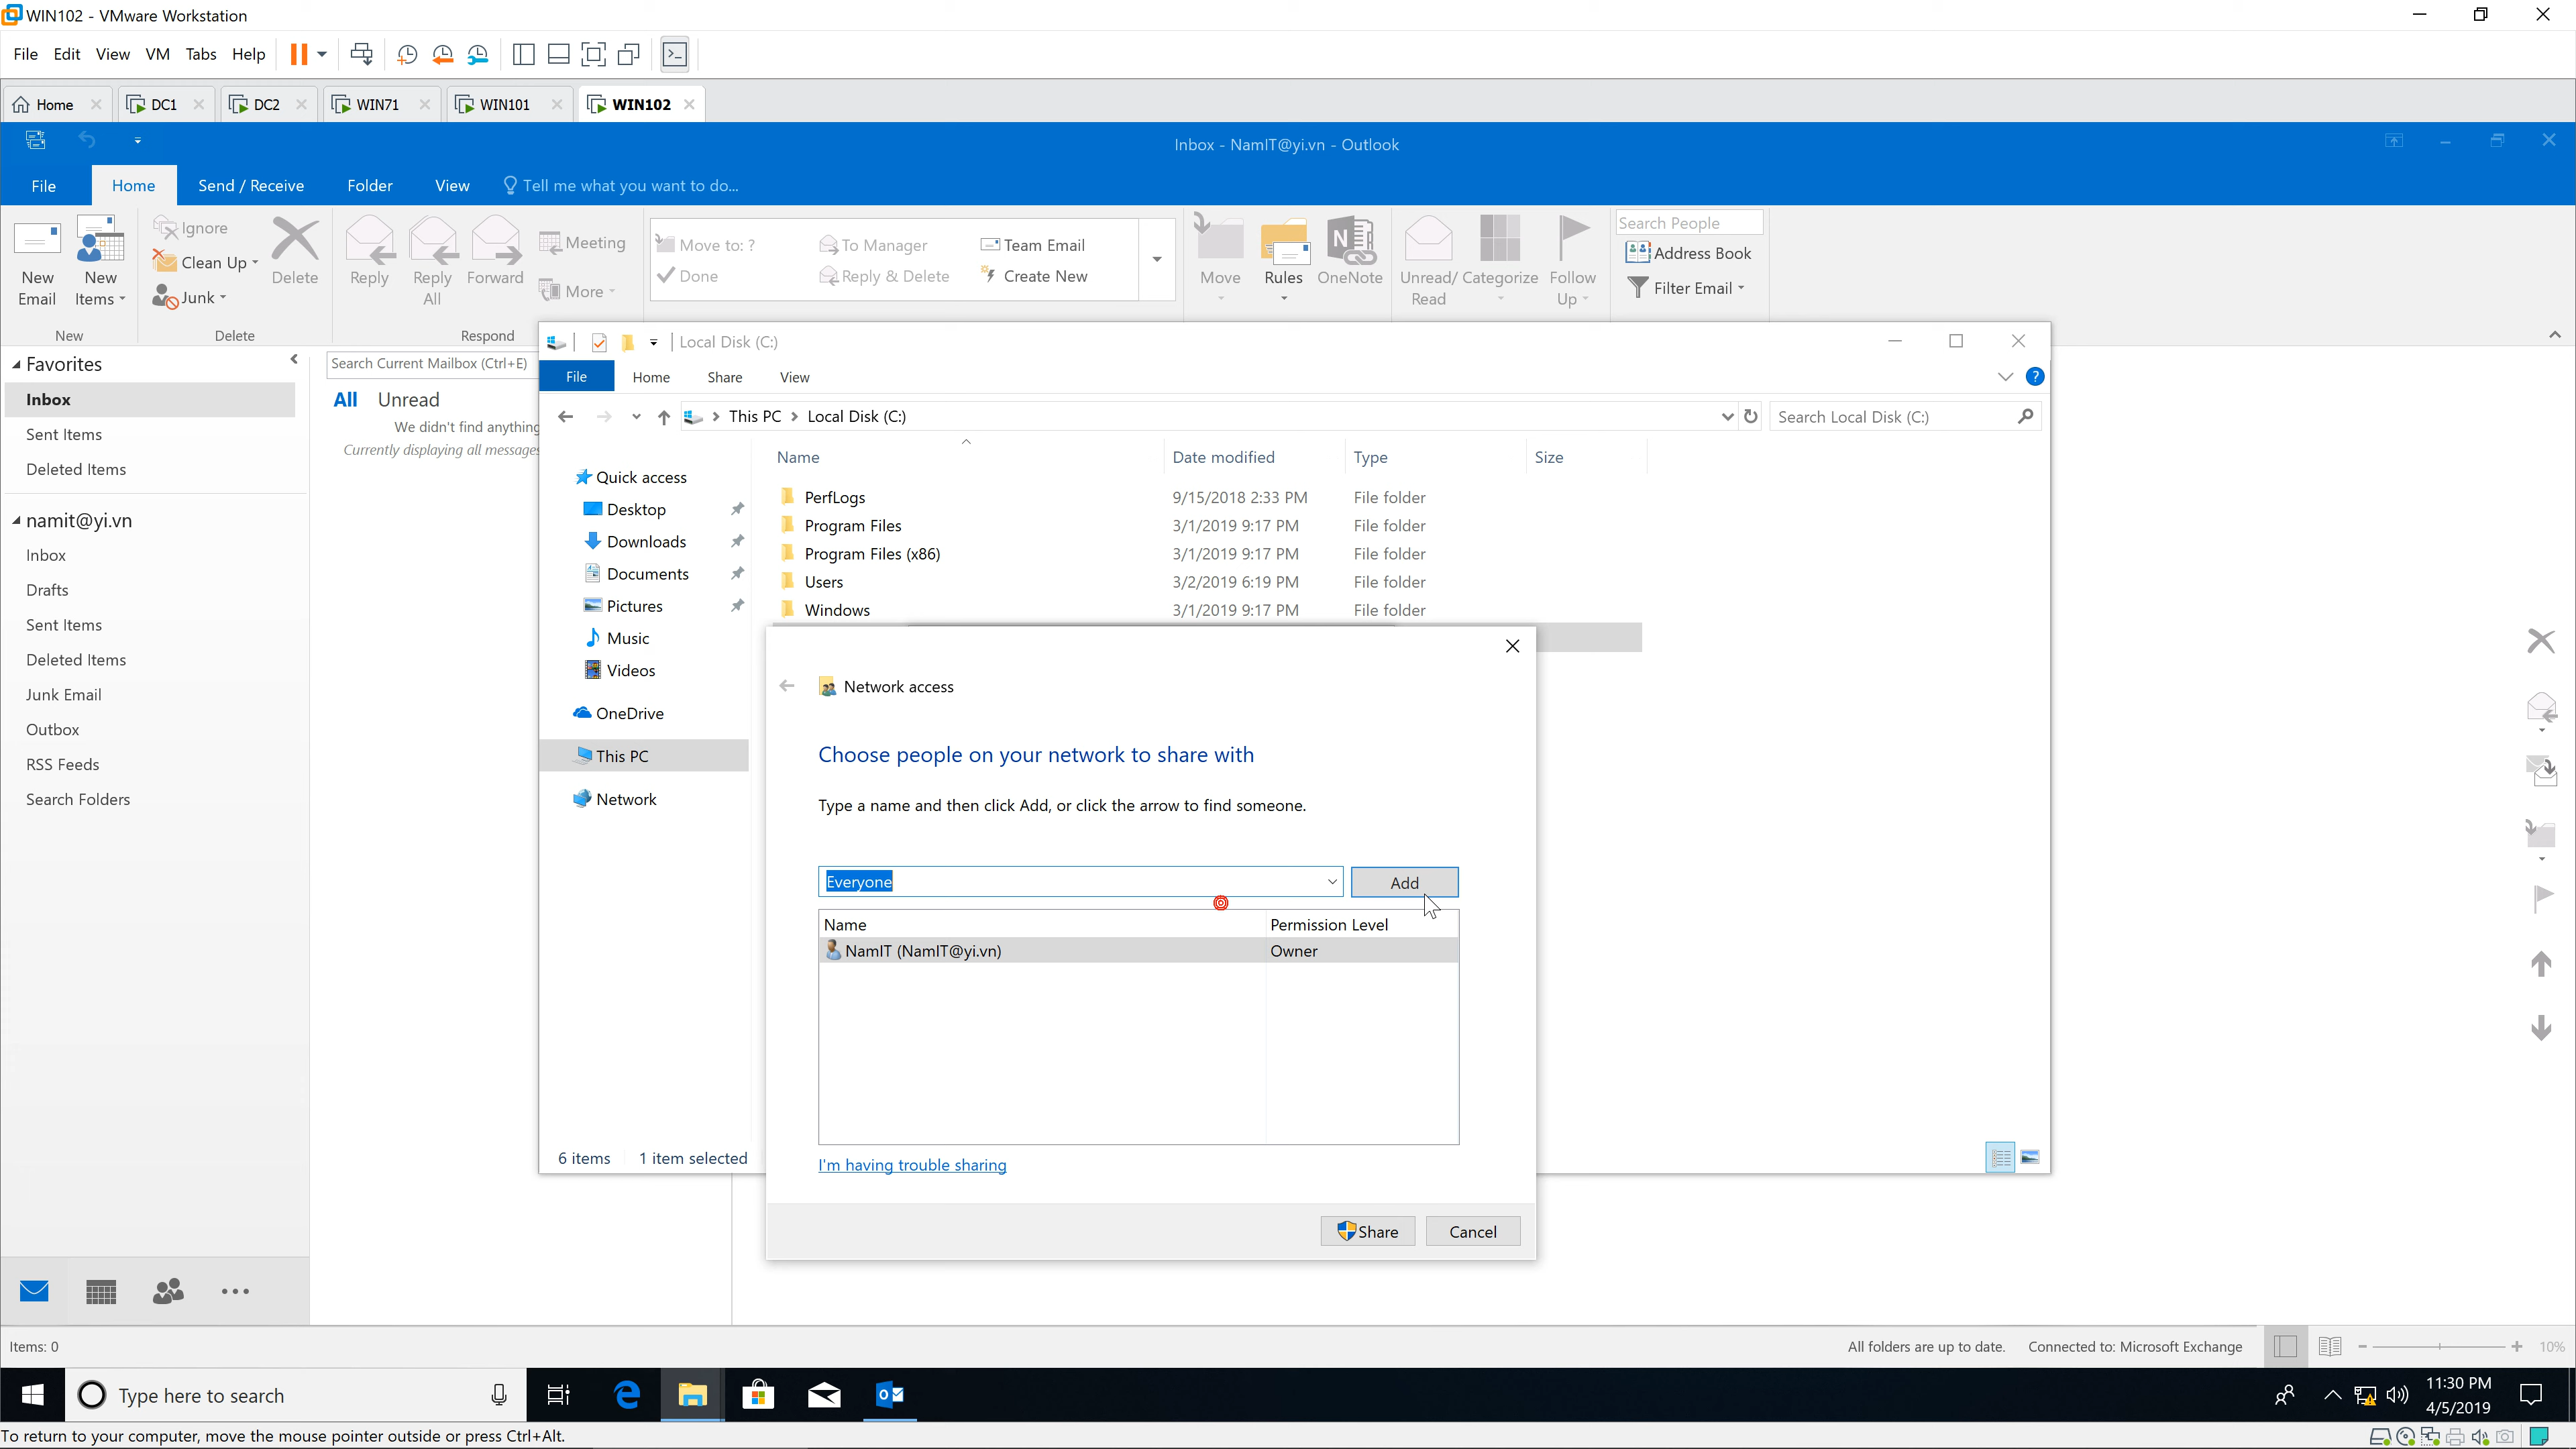 WIN102 - VMware Workstation
File Edit View VM Tabs Help
Home DC1 DC2 WIN71 WIN101 WIN102
Inbox - NamIT@yi.vn - Outlook
File Home Send / Receive Folder View Tell me what you want to do...
New Email
New Items
New
Ignore
Clean Up
Junk
Delete
Delete
Reply
Reply All
Forward
Meeting
More
Respond
Move to: ?
Done
To Manager
Reply & Delete
Team Email
Create New
Move
Rules
OneNote
Unread/ Read
Categorize
Follow Up
Search People
Address Book
Filter Email
Favorites
Inbox
Sent Items
Deleted Items
namit@yi.vn
Inbox
Drafts
Sent Items
Deleted Items
Junk Email
Outbox
RSS Feeds
Search Folders
Search Current Mailbox (Ctrl+E)
All Unread
We didn't find anything
Currently displaying all messages
Local Disk (C:)
File Home Share View
This PC Local Disk (C:)
Search Local Disk (C:)
Quick access
Desktop
Downloads
Documents
Pictures
Music
Videos
OneDrive
This PC
Network
Name Date modified Type Size
PerfLogs 9/15/2018 2:33 PM File folder
Program Files 3/1/2019 9:17 PM File folder
Program Files (x86) 3/1/2019 9:17 PM File folder
Users 3/2/2019 6:19 PM File folder
Windows 3/1/2019 9:17 PM File folder
6 items 1 item selected
Network access
Choose people on your network to share with
Type a name and then click Add, or click the arrow to find someone.
Everyone
Add
Name Permission Level
NamIT (NamIT@yi.vn) Owner
I'm having trouble sharing
Share Cancel
Items: 0
All folders are up to date. Connected to: Microsoft Exchange 10%
Type here to search
11:30 PM
4/5/2019
To return to your computer, move the mouse pointer outside or press Ctrl+Alt.